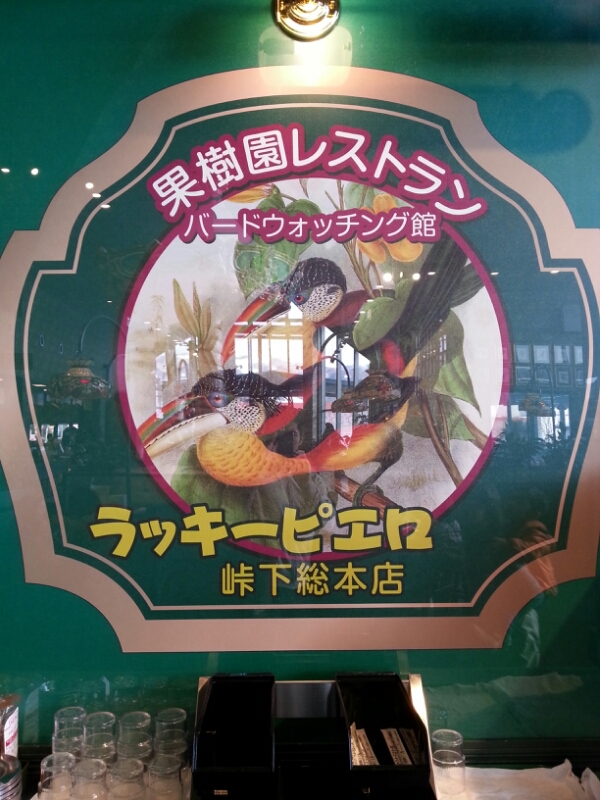 果樹園レストラン
バードウォッチング館
ラッキーピエロ
峠下総本店